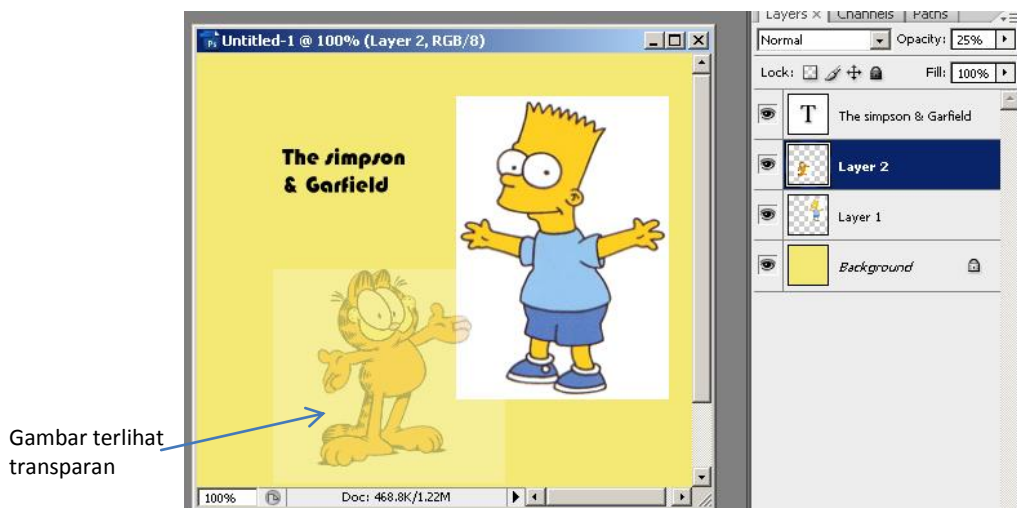 Untitled-1 @ 100% (Layer 2, RGB/8)
The simpson
& Garfield
Gambar terlihat
transparan
100%
Doc: 468.8K/1.22M
Layers × Channels Paths
Normal Opacity: 25%
Lock: Fill: 100%
T The simpson & Garfield
Layer 2
Layer 1
Background